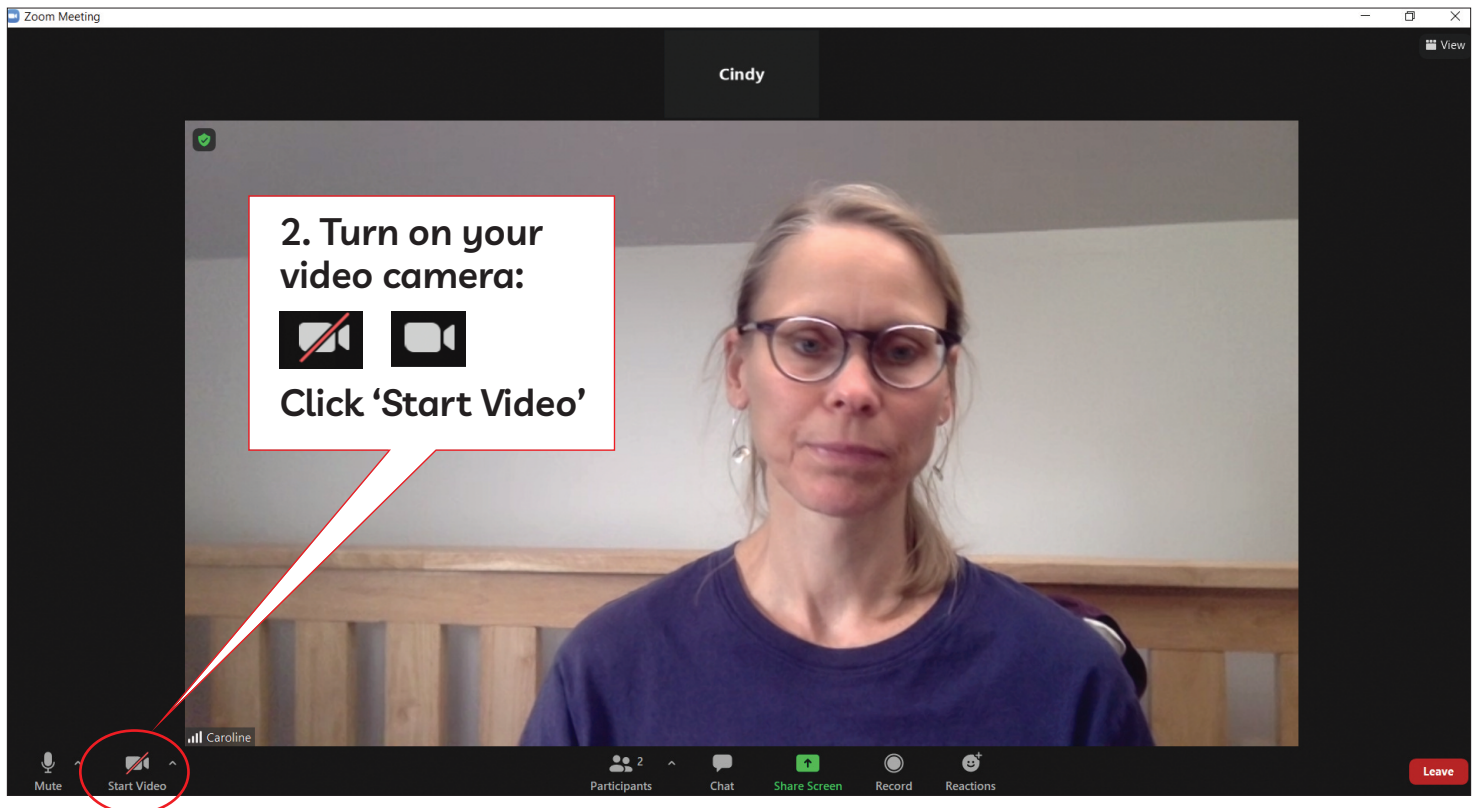 Zoom Meeting
View
Cindy
2. Turn on your
video camera:
Click ‘Start Video’
Caroline
Mute
Start Video
2
Participants
Chat
Share Screen
Record
Reactions
Leave